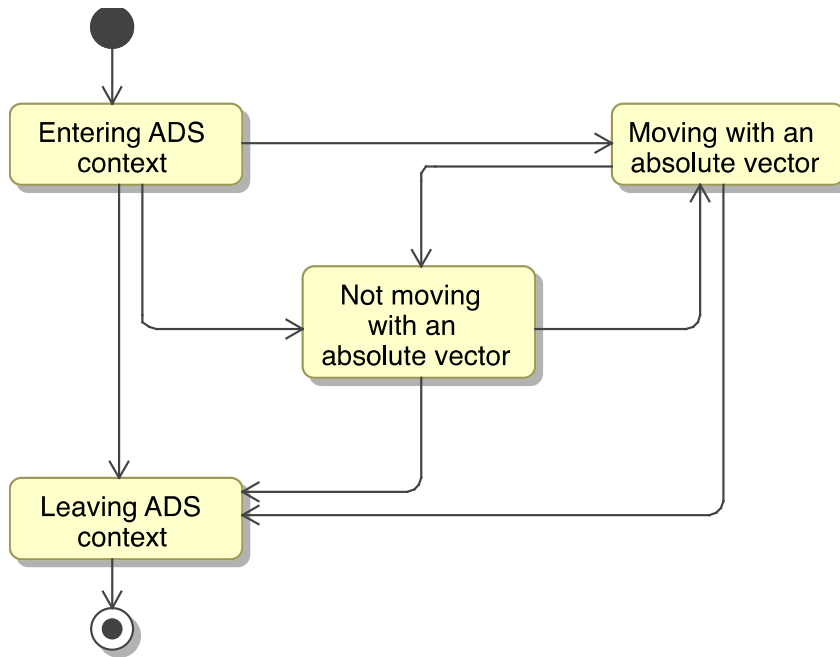 Entering ADS
context
Moving with an
absolute vector
Not moving
with an
absolute vector
Leaving ADS
context